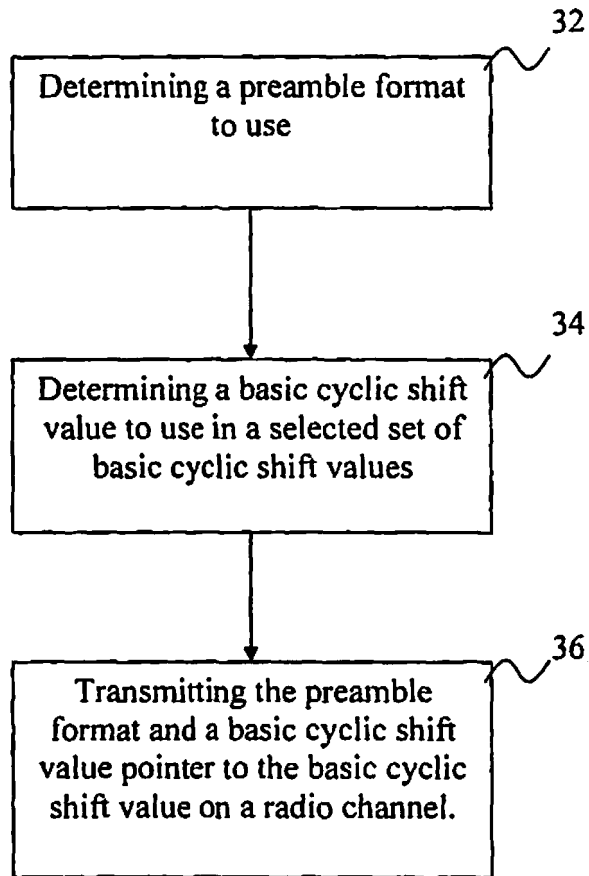 32
Determining a preamble format
to use
34
Determining a basic cyclic shift
value to use in a selected set of
basic cyclic shift values
36
Transmitting the preamble
format and a basic cyclic shift
value pointer to the basic cyclic
shift value on a radio channel.